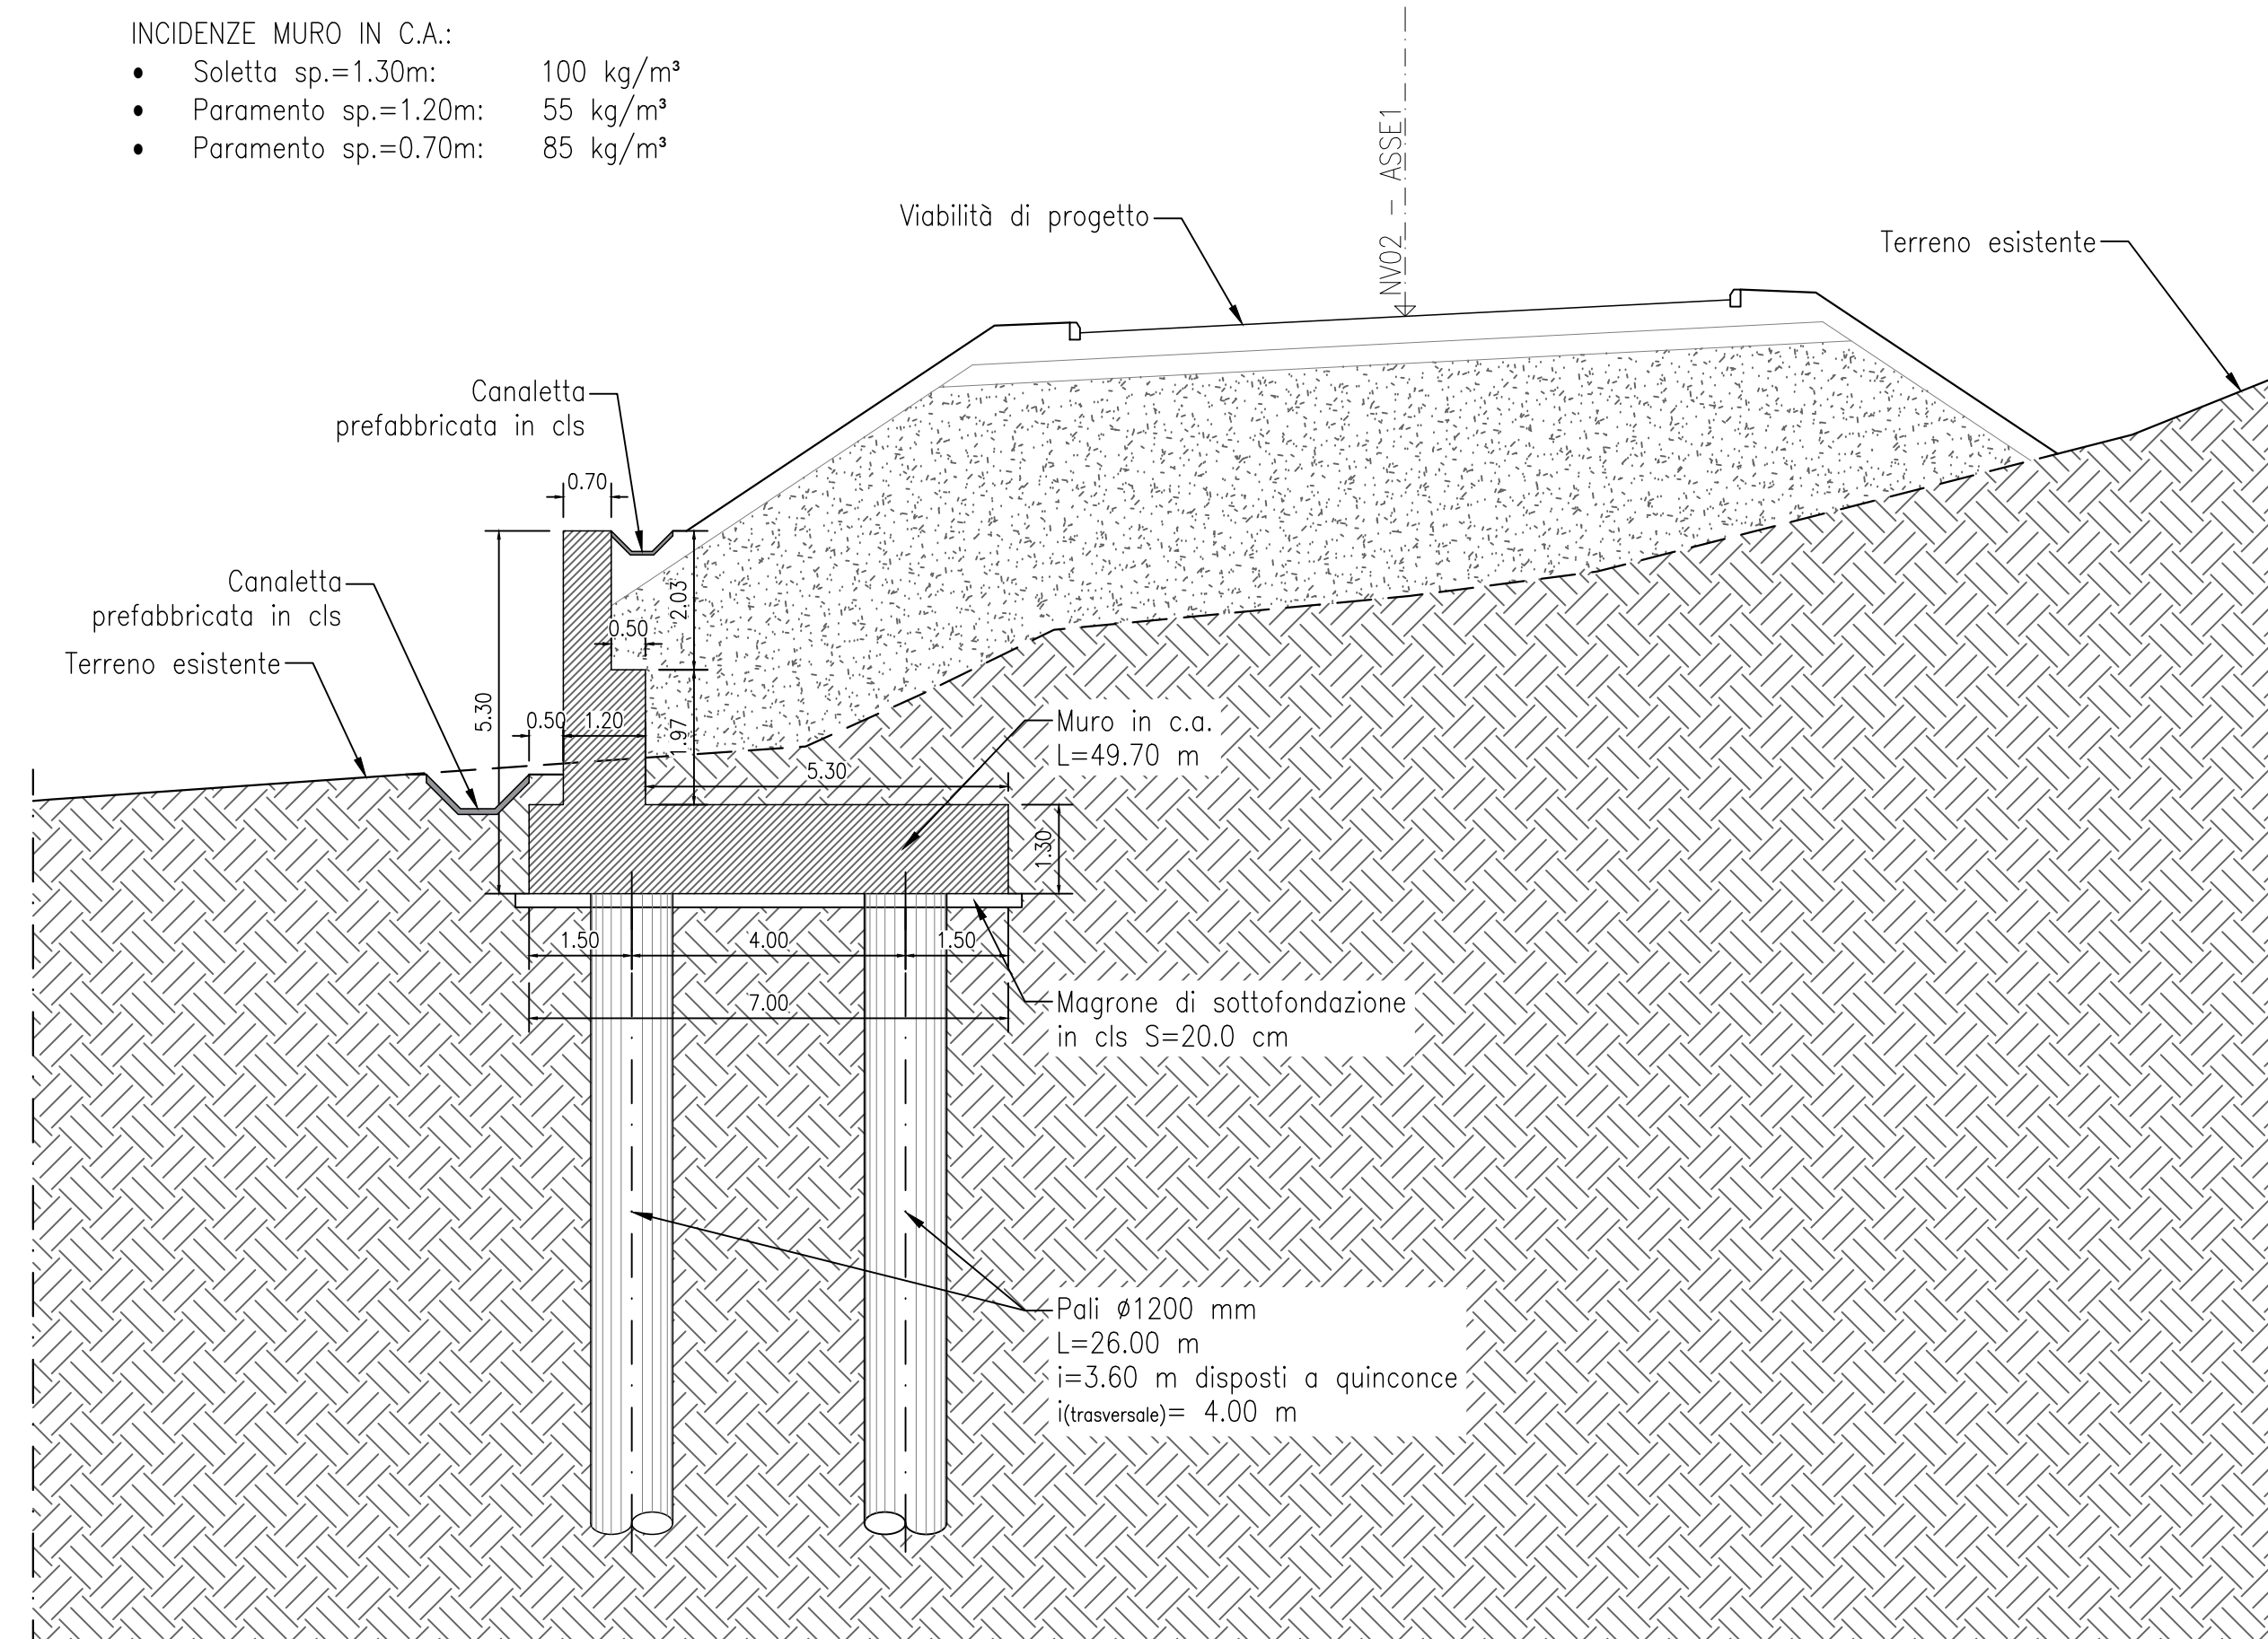 INCIDENZE MURO IN C.A.:
• Soletta sp.=1.30m: 100 kg/m³
• Paramento sp.=1.20m: 55 kg/m³
• Paramento sp.=0.70m: 85 kg/m³
NV02 - ASSE1
Viabilità di progetto
Terreno esistente
Canaletta
prefabbricata in cls
0.70
Canaletta
prefabbricata in cls
Terreno esistente
2.03
0.50
5.30
0.50
1.20
1.97
Muro in c.a.
L=49.70 m
5.30
1.30
1.50
4.00
1.50
7.00
Magrone di sottofondazione
in cls S=20.0 cm
Pali Ø1200 mm
L=26.00 m
i=3.60 m disposti a quinconce
i(trasversale)= 4.00 m